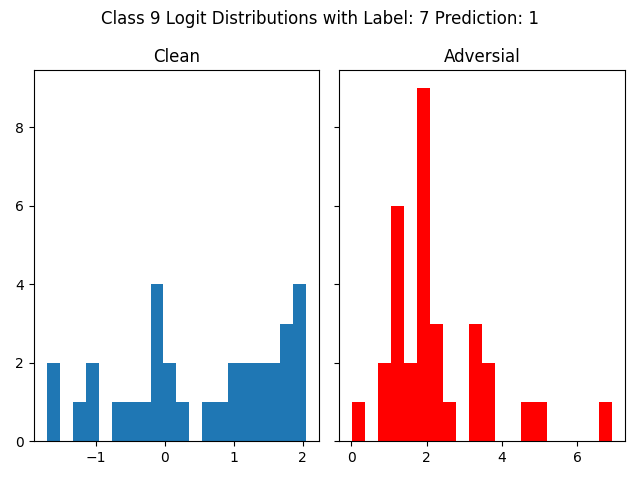 Class 9 Logit Distributions with Label: 7 Prediction: 1
Clean
Adversial
8
6
4
2
0
−1 0 1 2
0 2 4 6